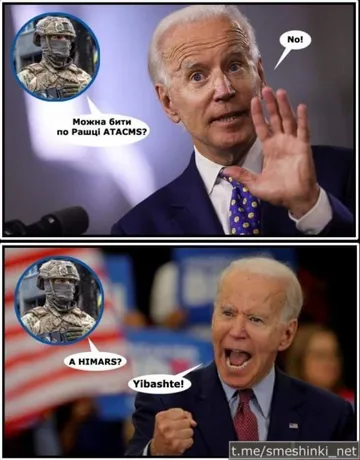 No!
Можна бити
по Рашці ATACMS?
А HIMARS?
Yibashte!
t.me/smeshinki_net